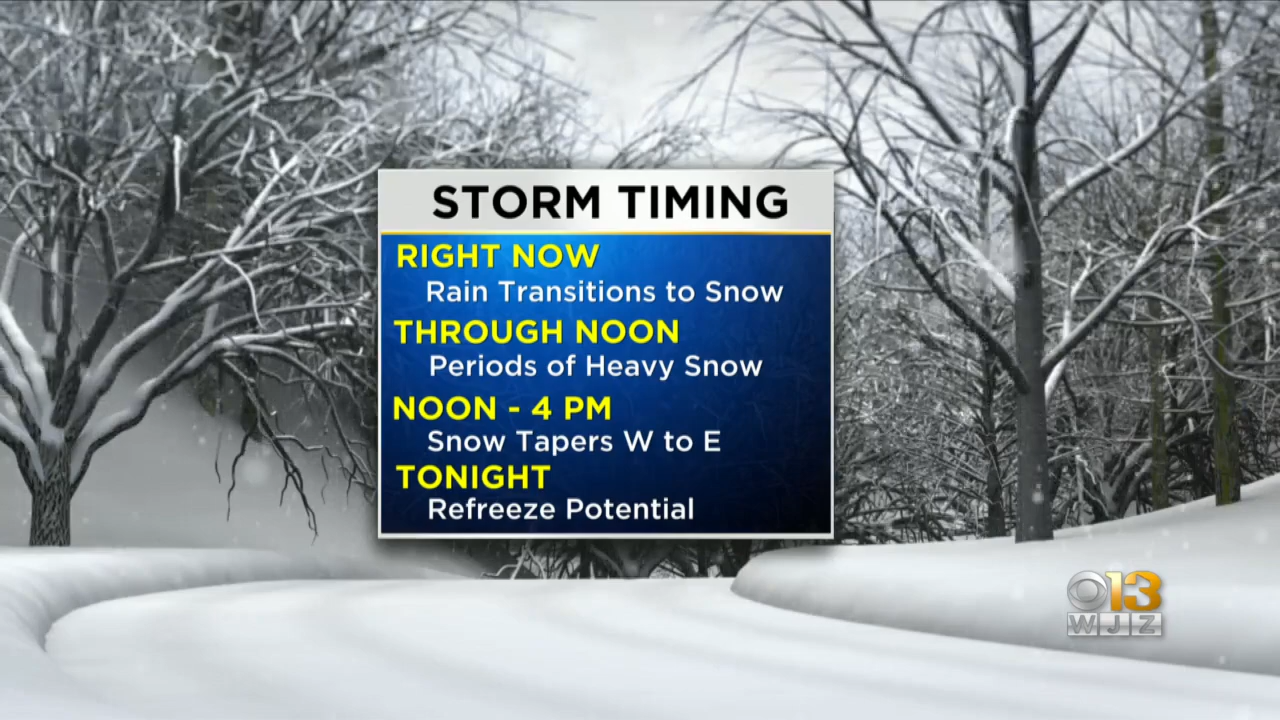 STORM TIMING
RIGHT NOW
Rain Transitions to Snow
THROUGH NOON
Periods of Heavy Snow
NOON - 4 PM
Snow Tapers W to E
TONIGHT
Refreeze Potential
13
WJZ